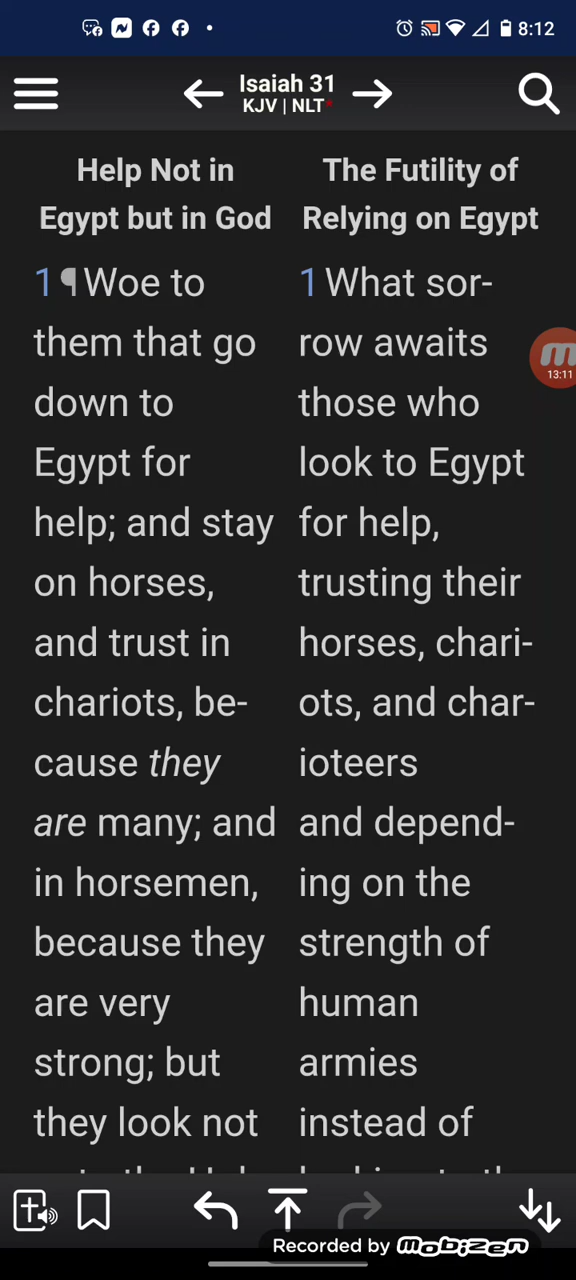 8:12
Isaiah 31
KJV | NLT*
Help Not in
Egypt but in God
1 ¶ Woe to
them that go
down to
Egypt for
help; and stay
on horses,
and trust in
chariots, be-
cause they
are many; and
in horsemen,
because they
are very
strong; but
they look not
The Futility of
Relying on Egypt
1 What sor-
row awaits
those who
look to Egypt
for help,
trusting their
horses, chari-
ots, and char-
ioteers
and depend-
ing on the
strength of
human
armies
instead of
13:11
Recorded by mobizen